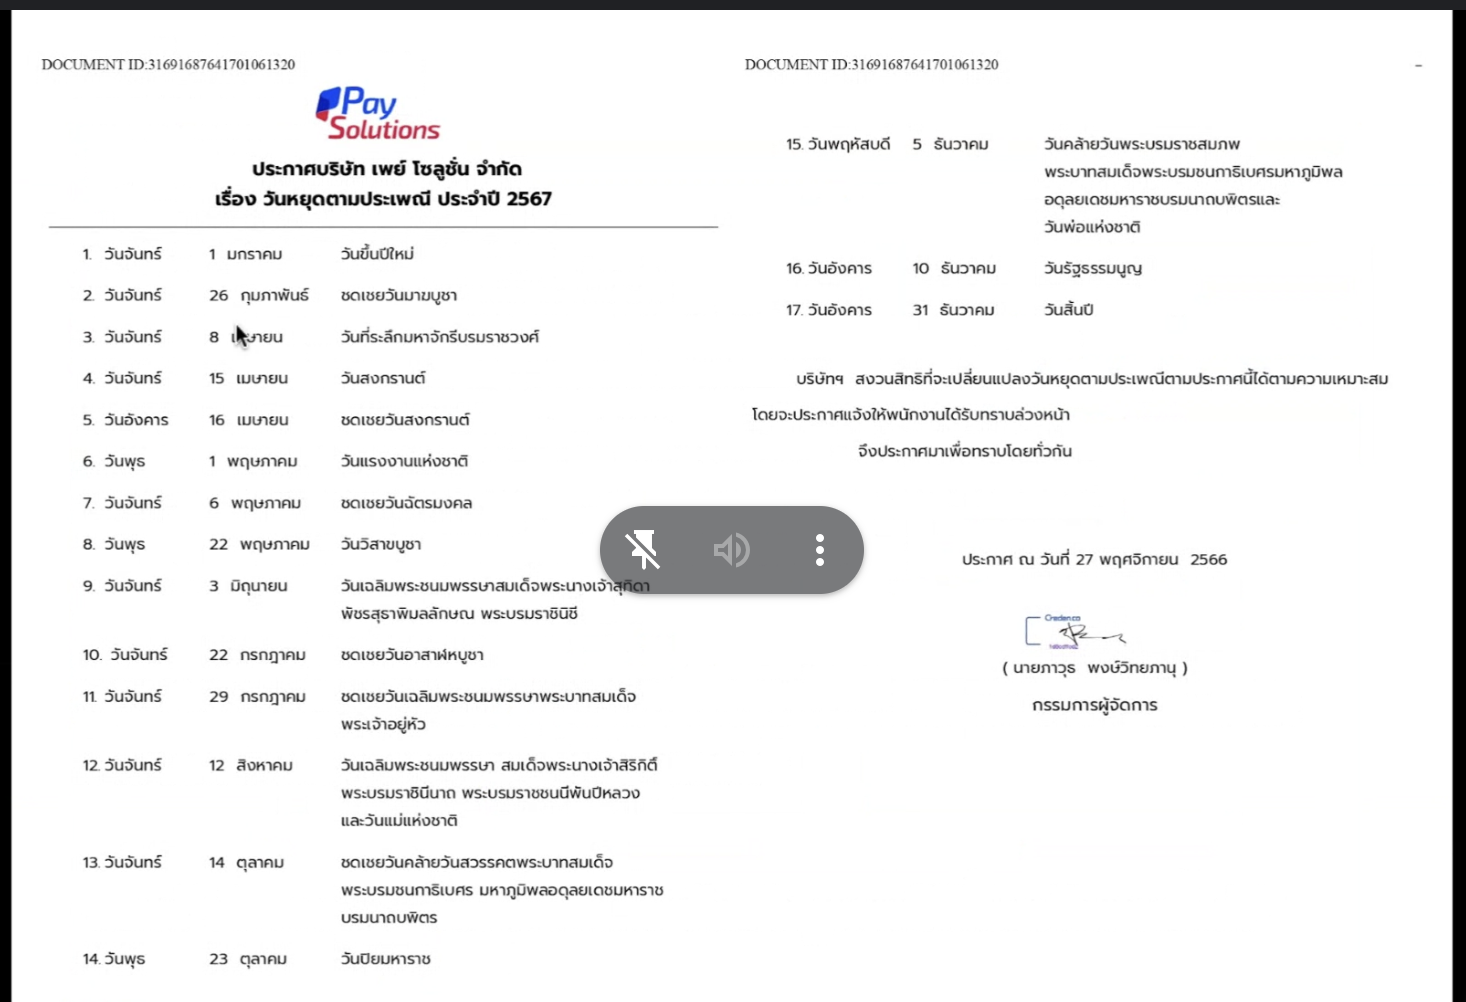 DOCUMENT ID:31691687641701061320
Pay
Solutions
ประกาศบริษัท เพย์ โซลูชั่น จำกัด
เรื่อง วันหยุดตามประเพณี ประจำปี 2567
1. วันจันทร์ 1 มกราคม วันขึ้นปีใหม่
2. วันจันทร์ 26 กุมภาพันธ์ ชดเชยวันมาฆบูชา
3. วันจันทร์ 8 เมษายน วันที่ระลึกมหาจักรีบรมราชวงศ์
4. วันจันทร์ 15 เมษายน วันสงกรานต์
5. วันอังคาร 16 เมษายน ชดเชยวันสงกรานต์
6. วันพุธ 1 พฤษภาคม วันแรงงานแห่งชาติ
7. วันจันทร์ 6 พฤษภาคม ชดเชยวันฉัตรมงคล
8. วันพุธ 22 พฤษภาคม วันวิสาขบูชา
9. วันจันทร์ 3 มิถุนายน วันเฉลิมพระชนมพรรษาสมเด็จพระนางเจ้าสุทิดา
พัชรสุธาพิมลลักษณ พระบรมราชินิชี
10. วันจันทร์ 22 กรกฎาคม ชดเชยวันอาสาฬหบูชา
11. วันจันทร์ 29 กรกฎาคม ชดเชยวันเฉลิมพระชนมพรรษาพระบาทสมเด็จ
พระเจ้าอยู่หัว
12. วันจันทร์ 12 สิงหาคม วันเฉลิมพระชนมพรรษา สมเด็จพระนางเจ้าสิริกิติ์
พระบรมราชินีนาถ พระบรมราชชนนีพันปีหลวง
และวันแม่แห่งชาติ
13. วันจันทร์ 14 ตุลาคม ชดเชยวันคล้ายวันสวรรคตพระบาทสมเด็จ
พระบรมชนกาธิเบศร มหาภูมิพลอดุลยเดชมหาราช
บรมนาถบพิตร
14. วันพุธ 23 ตุลาคม วันปิยมหาราช
DOCUMENT ID:31691687641701061320
15. วันพฤหัสบดี 5 ธันวาคม วันคล้ายวันพระบรมราชสมภพ
พระบาทสมเด็จพระบรมชนกาธิเบศรมหาภูมิพล
อดุลยเดชมหาราชบรมนาถบพิตรและ
วันพ่อแห่งชาติ
16. วันอังคาร 10 ธันวาคม วันรัฐธรรมนูญ
17. วันอังคาร 31 ธันวาคม วันสิ้นปี
บริษัทฯ สงวนสิทธิที่จะเปลี่ยนแปลงวันหยุดตามประเพณีตามประกาศนี้ได้ตามความเหมาะสม
โดยจะประกาศแจ้งให้พนักงานได้รับทราบล่วงหน้า
จึงประกาศมาเพื่อทราบโดยทั่วกัน
ประกาศ ณ วันที่ 27 พฤศจิกายน 2566
Credenco
( นายภาวุธ พงษ์วิทยภานุ )
กรรมการผู้จัดการ